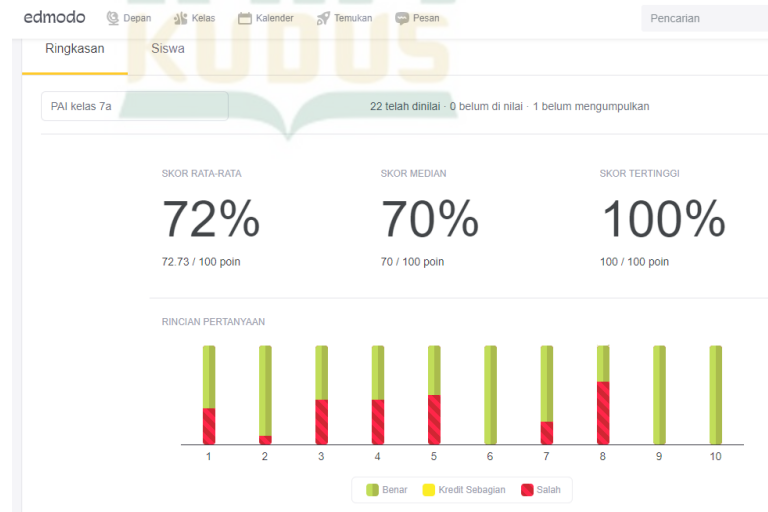 edmodo Depan Kelas Kalender Temukan Pesan Pencarian
Ringkasan Siswa
KUDUS
PAI kelas 7a 22 telah dinilai · 0 belum di nilai · 1 belum mengumpulkan
SKOR RATA-RATA SKOR MEDIAN SKOR TERTINGGI
72% 70% 100%
72.73 / 100 poin 70 / 100 poin 100 / 100 poin
RINCIAN PERTANYAAN
1 2 3 4 5 6 7 8 9 10
Benar Kredit Sebagian Salah